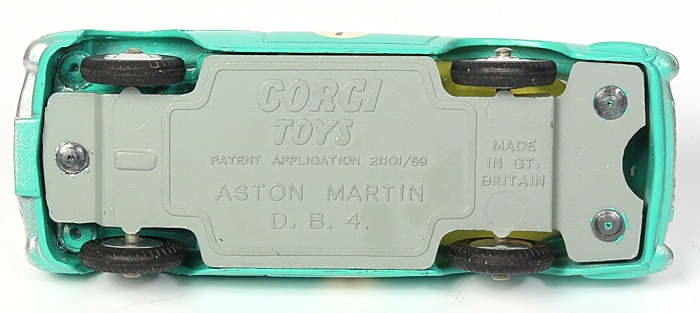 CORGI
TOYS
PATENT APPLICATION 21101/59
ASTON MARTIN
D. B. 4.
MADE
IN GT.
BRITAIN